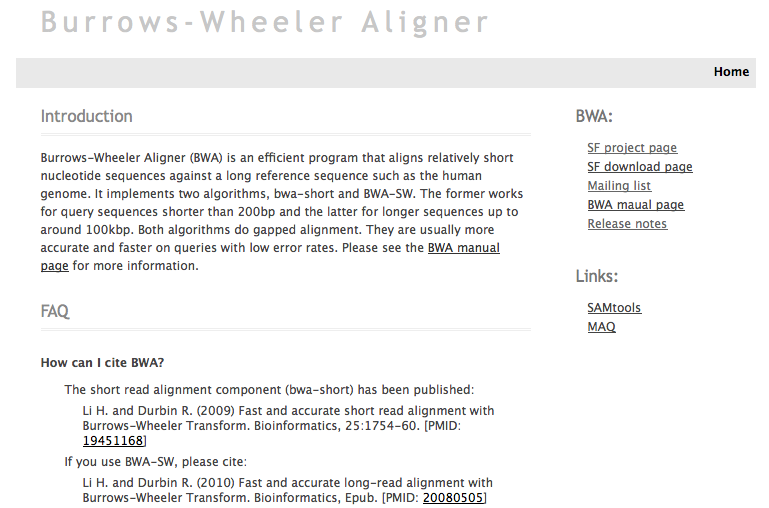 Burrows-Wheeler Aligner
Home
Introduction
Burrows-Wheeler Aligner (BWA) is an efficient program that aligns relatively short
nucleotide sequences against a long reference sequence such as the human
genome. It implements two algorithms, bwa-short and BWA-SW. The former works
for query sequences shorter than 200bp and the latter for longer sequences up to
around 100kbp. Both algorithms do gapped alignment. They are usually more
accurate and faster on queries with low error rates. Please see the BWA manual
page for more information.
FAQ
How can I cite BWA?
The short read alignment component (bwa-short) has been published:
Li H. and Durbin R. (2009) Fast and accurate short read alignment with
Burrows-Wheeler Transform. Bioinformatics, 25:1754-60. [PMID:
19451168]
If you use BWA-SW, please cite:
Li H. and Durbin R. (2010) Fast and accurate long-read alignment with
Burrows-Wheeler Transform. Bioinformatics, Epub. [PMID: 20080505]
BWA:
SF project page
SF download page
Mailing list
BWA maual page
Release notes
Links:
SAMtools
MAQ